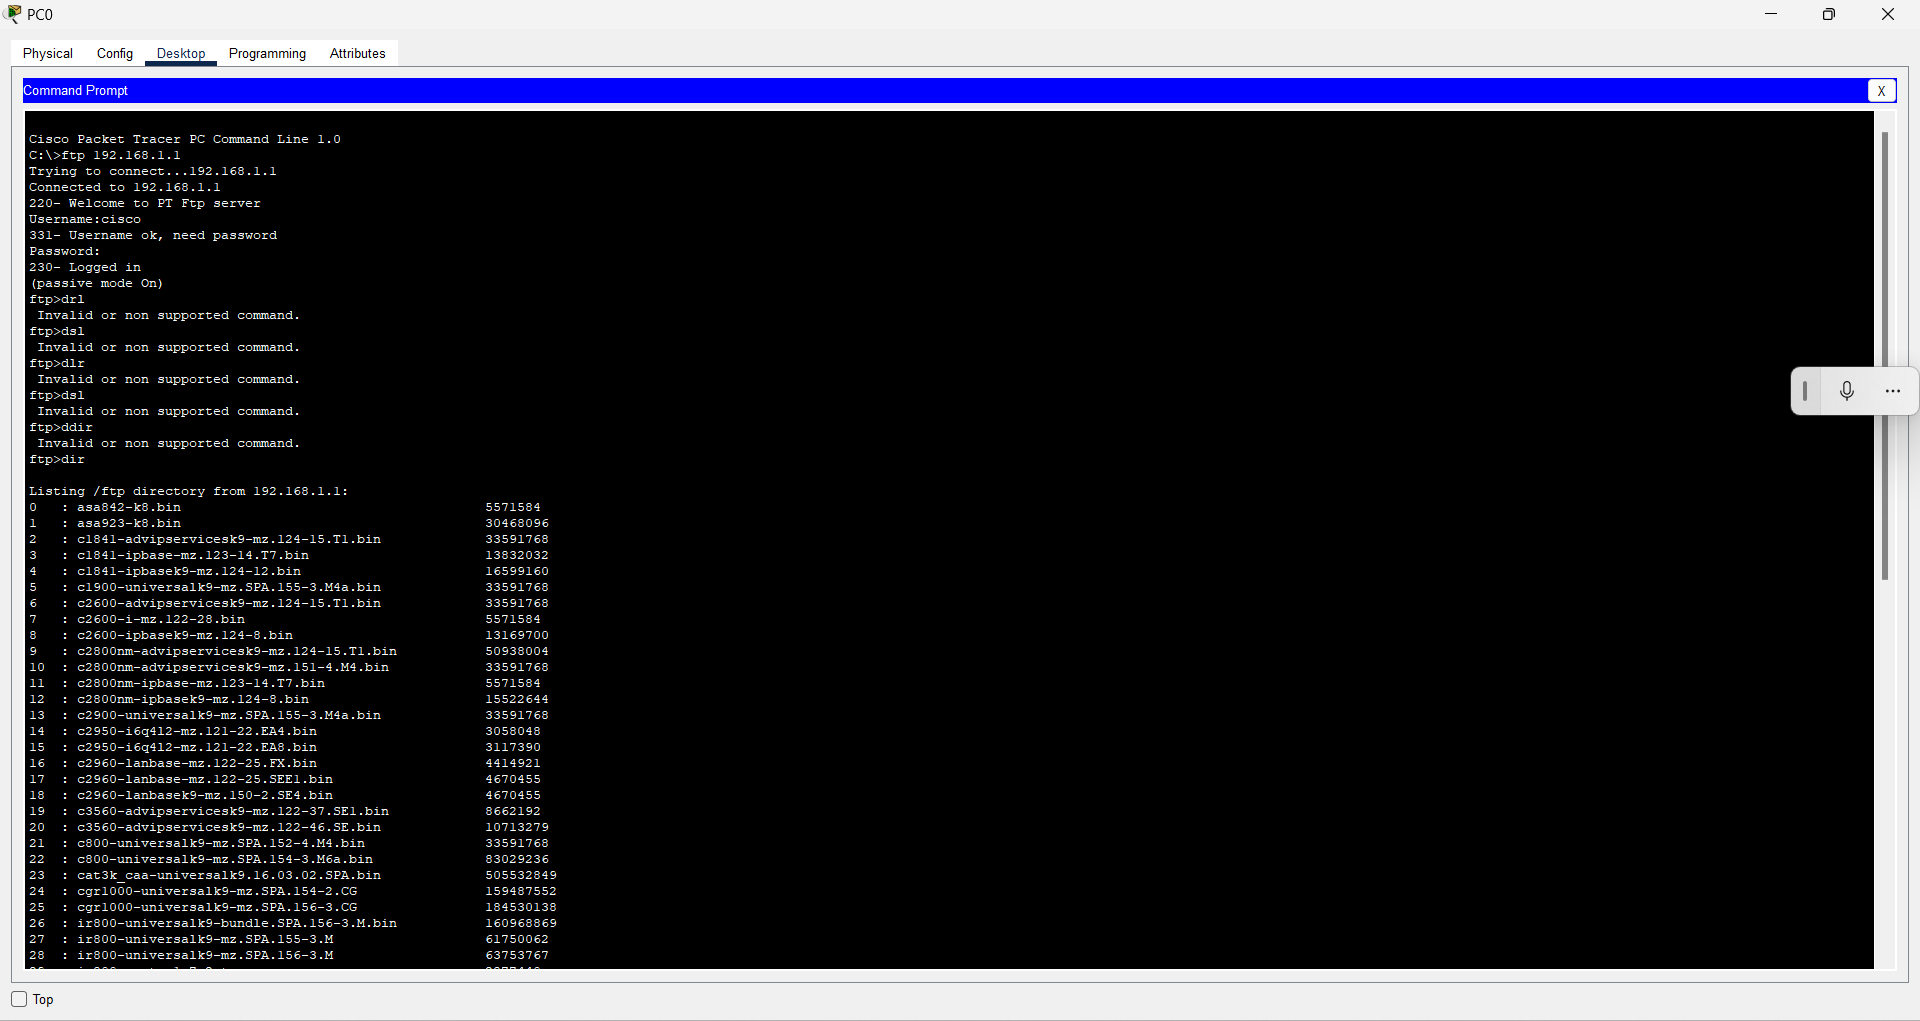 PC0
Physical Config Desktop Programming Attributes
Command Prompt X
Cisco Packet Tracer PC Command Line 1.0
C:\>ftp 192.168.1.1
Trying to connect...192.168.1.1
Connected to 192.168.1.1
220- Welcome to PT Ftp server
Username:cisco
331- Username ok, need password
Password:
230- Logged in
(passive mode On)
ftp>drl
Invalid or non supported command.
ftp>dsl
Invalid or non supported command.
ftp>dlr
Invalid or non supported command.
ftp>dsl
Invalid or non supported command.
ftp>ddir
Invalid or non supported command.
ftp>dir
Listing /ftp directory from 192.168.1.1:
0 : asa842-k8.bin 5571584
1 : asa923-k8.bin 30468096
2 : c1841-advipservicesk9-mz.124-15.T1.bin 33591768
3 : c1841-ipbase-mz.123-14.T7.bin 13832032
4 : c1841-ipbasek9-mz.124-12.bin 16599160
5 : c1900-universalk9-mz.SPA.155-3.M4a.bin 33591768
6 : c2600-advipservicesk9-mz.124-15.T1.bin 33591768
7 : c2600-i-mz.122-28.bin 5571584
8 : c2600-ipbasek9-mz.124-8.bin 13169700
9 : c2800nm-advipservicesk9-mz.124-15.T1.bin 50938004
10 : c2800nm-advipservicesk9-mz.151-4.M4.bin 33591768
11 : c2800nm-ipbase-mz.123-14.T7.bin 5571584
12 : c2800nm-ipbasek9-mz.124-8.bin 15522644
13 : c2900-universalk9-mz.SPA.155-3.M4a.bin 33591768
14 : c2950-i6q4l2-mz.121-22.EA4.bin 3058048
15 : c2950-i6q4l2-mz.121-22.EA8.bin 3117390
16 : c2960-lanbase-mz.122-25.FX.bin 4414921
17 : c2960-lanbase-mz.122-25.SEE1.bin 4670455
18 : c2960-lanbasek9-mz.150-2.SE4.bin 4670455
19 : c3560-advipservicesk9-mz.122-37.SE1.bin 8662192
20 : c3560-advipservicesk9-mz.122-46.SE.bin 10713279
21 : c800-universalk9-mz.SPA.152-4.M4.bin 33591768
22 : c800-universalk9-mz.SPA.154-3.M6a.bin 83029236
23 : cat3k_caa-universalk9.16.03.02.SPA.bin 505532849
24 : cgr1000-universalk9-mz.SPA.154-2.CG 159487552
25 : cgr1000-universalk9-mz.SPA.156-3.CG 184530138
26 : ir800-universalk9-bundle.SPA.156-3.M.bin 160968869
27 : ir800-universalk9-mz.SPA.155-3.M 61750062
28 : ir800-universalk9-mz.SPA.156-3.M 63753767
Top